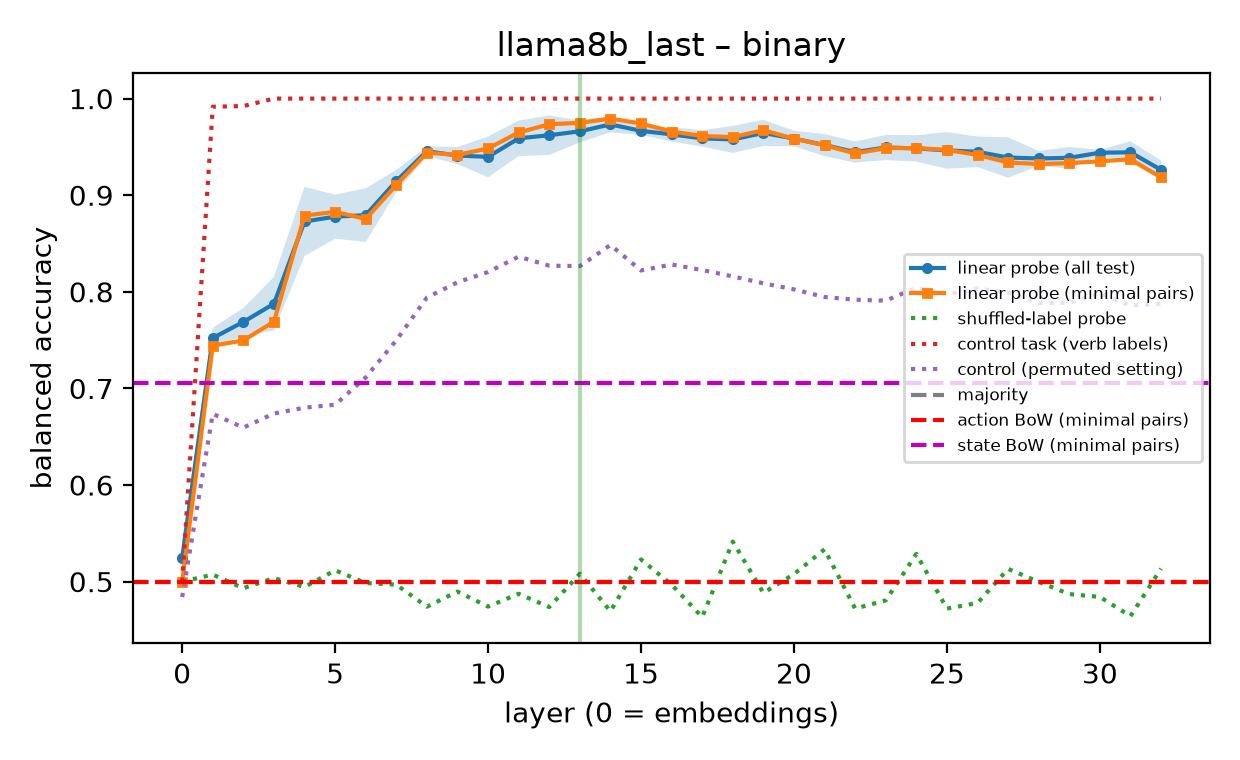 llama8b_last – binary
balanced accuracy
1.0
0.9
0.8
0.7
0.6
0.5
linear probe (all test)
linear probe (minimal pairs)
shuffled-label probe
control task (verb labels)
control (permuted setting)
majority
action BoW (minimal pairs)
state BoW (minimal pairs)
0 5 10 15 20 25 30
layer (0 = embeddings)